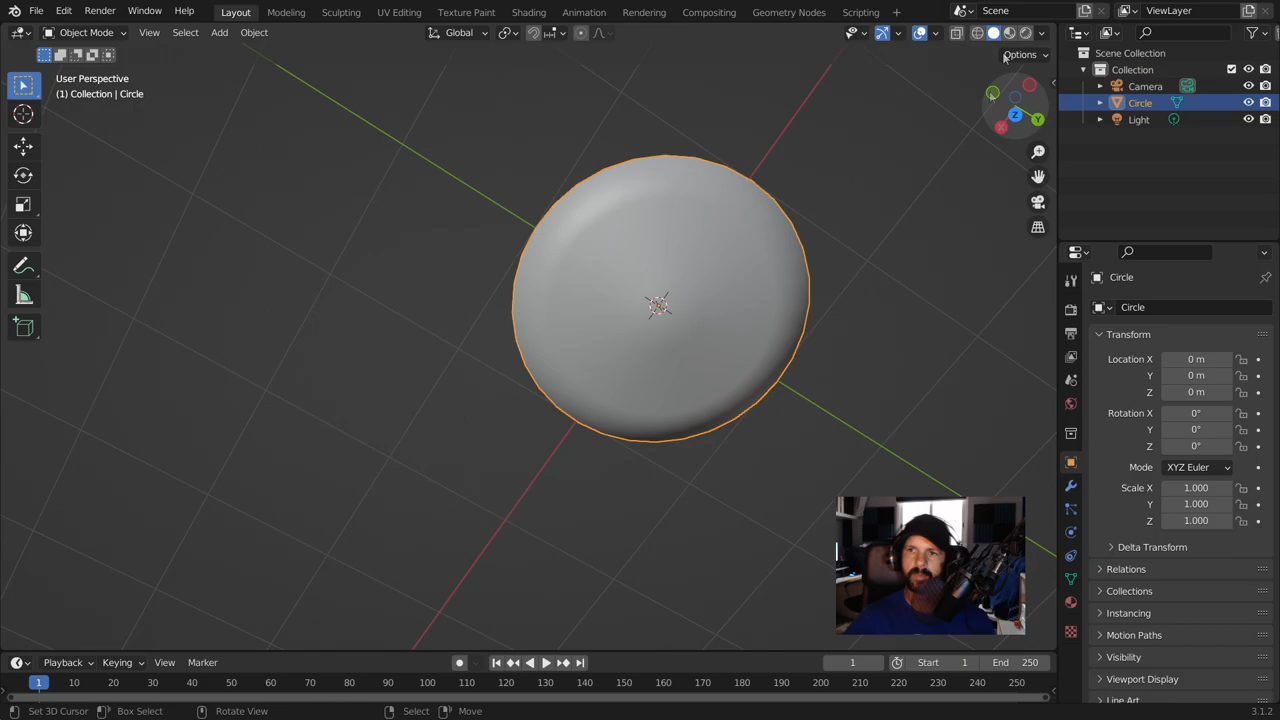 File Edit Render Window Help Layout Modeling Sculpting UV Editing Texture Paint Shading Animation Rendering Compositing Geometry Nodes Scripting + Scene ViewLayer
Object Mode View Select Add Object Global
Options
User Perspective
(1) Collection | Circle
X
Y
Z
Scene Collection
Collection
Camera
Circle
Light
Circle
Circle
Transform
Location X 0 m
Y 0 m
Z 0 m
Rotation X 0°
Y 0°
Z 0°
Mode XYZ Euler
Scale X 1.000
Y 1.000
Z 1.000
Delta Transform
Relations
Collections
Instancing
Motion Paths
Visibility
Viewport Display
Line Art
Playback Keying View Marker 1 Start 1 End 250
1 10 20 30 40 50 60 70 80 90 100 110 120 130 140 150 160 170 180 190 200 210 220 230 240 250
Set 3D Cursor Box Select Rotate View Select Move 3.1.2